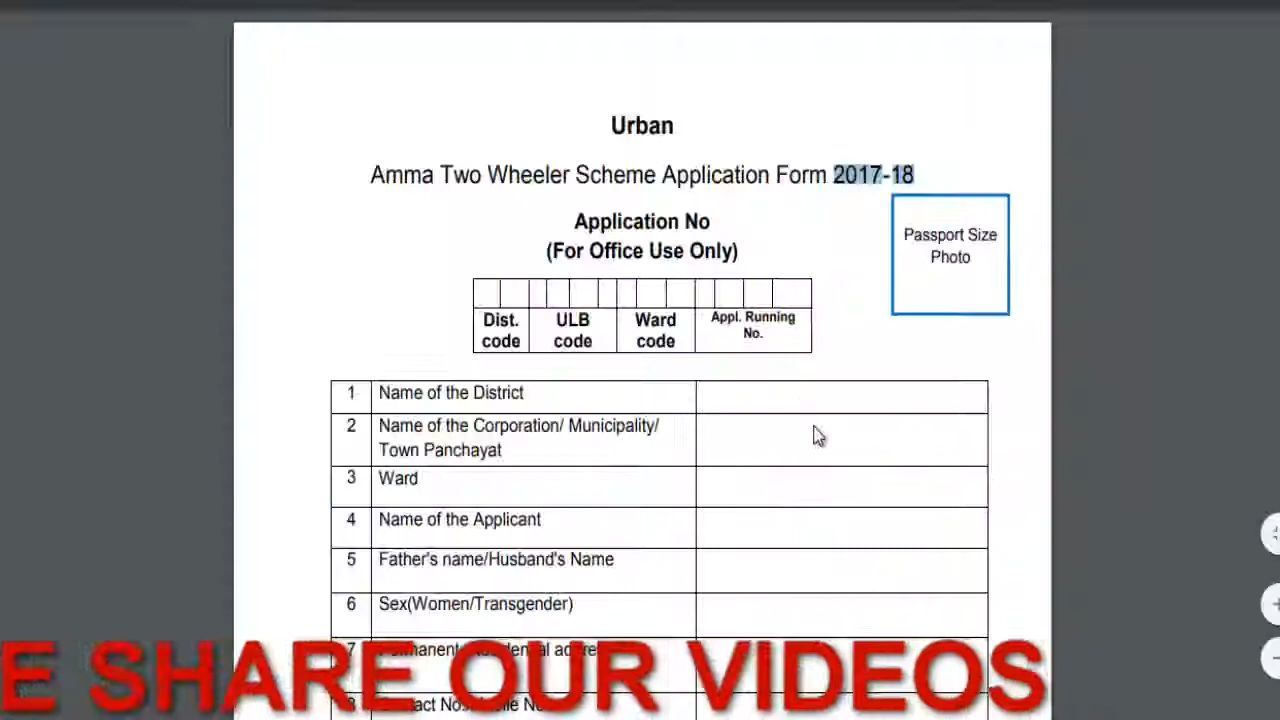 Urban
Amma Two Wheeler Scheme Application Form 2017-18
Application No
(For Office Use Only)
Passport Size
Photo
Dist. code
ULB code
Ward code
Appl. Running No.
1 Name of the District
2 Name of the Corporation/ Municipality/
Town Panchayat
3 Ward
4 Name of the Applicant
5 Father's name/Husband's Name
6 Sex(Women/Transgender)
7
E SHARE OUR VIDEOS